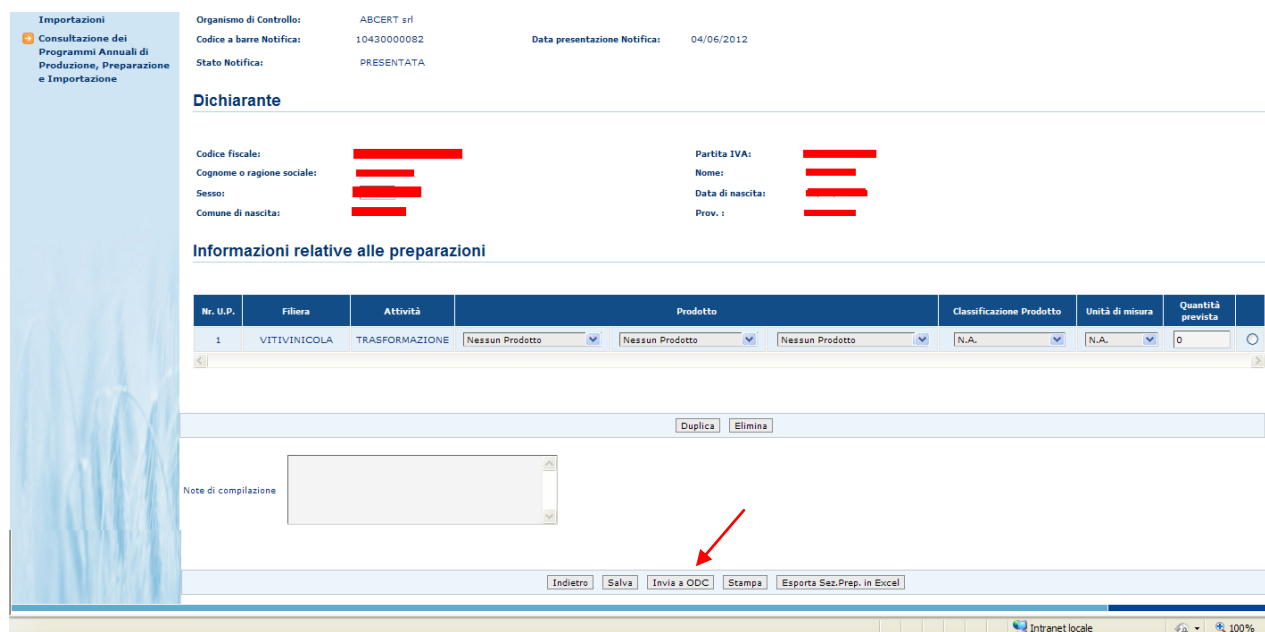 Importazioni
Consultazione dei
Programmi Annuali di
Produzione, Preparazione
e Importazione
Organismo di Controllo: ABCERT srl
Codice a barre Notifica: 10430000082 Data presentazione Notifica: 04/06/2012
Stato Notifica: PRESENTATA
Dichiarante
Codice fiscale: Partita IVA:
Cognome o ragione sociale: Nome:
Sesso: Data di nascita:
Comune di nascita: Prov. :
Informazioni relative alle preparazioni
Nr. U.P. Filiera Attività Prodotto Classificazione Prodotto Unità di misura Quantità prevista
1 VITIVINICOLA TRASFORMAZIONE Nessun Prodotto Nessun Prodotto Nessun Prodotto N.A. N.A. 0
Duplica Elimina
Note di compilazione
Indietro Salva Invia a ODC Stampa Esporta Sez.Prep. in Excel
Intranet locale 100%